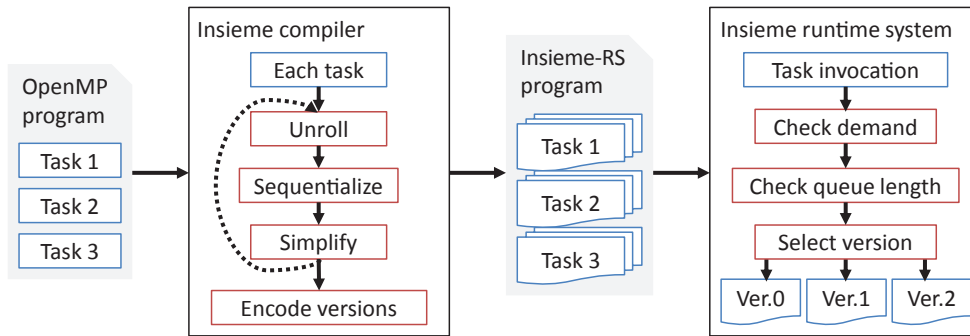 OpenMP
program
Task 1
Task 2
Task 3
Insieme compiler
Each task
Unroll
Sequentialize
Simplify
Encode versions
Insieme-RS
program
Task 1
Task 2
Task 3
Insieme runtime system
Task invocation
Check demand
Check queue length
Select version
Ver.0
Ver.1
Ver.2